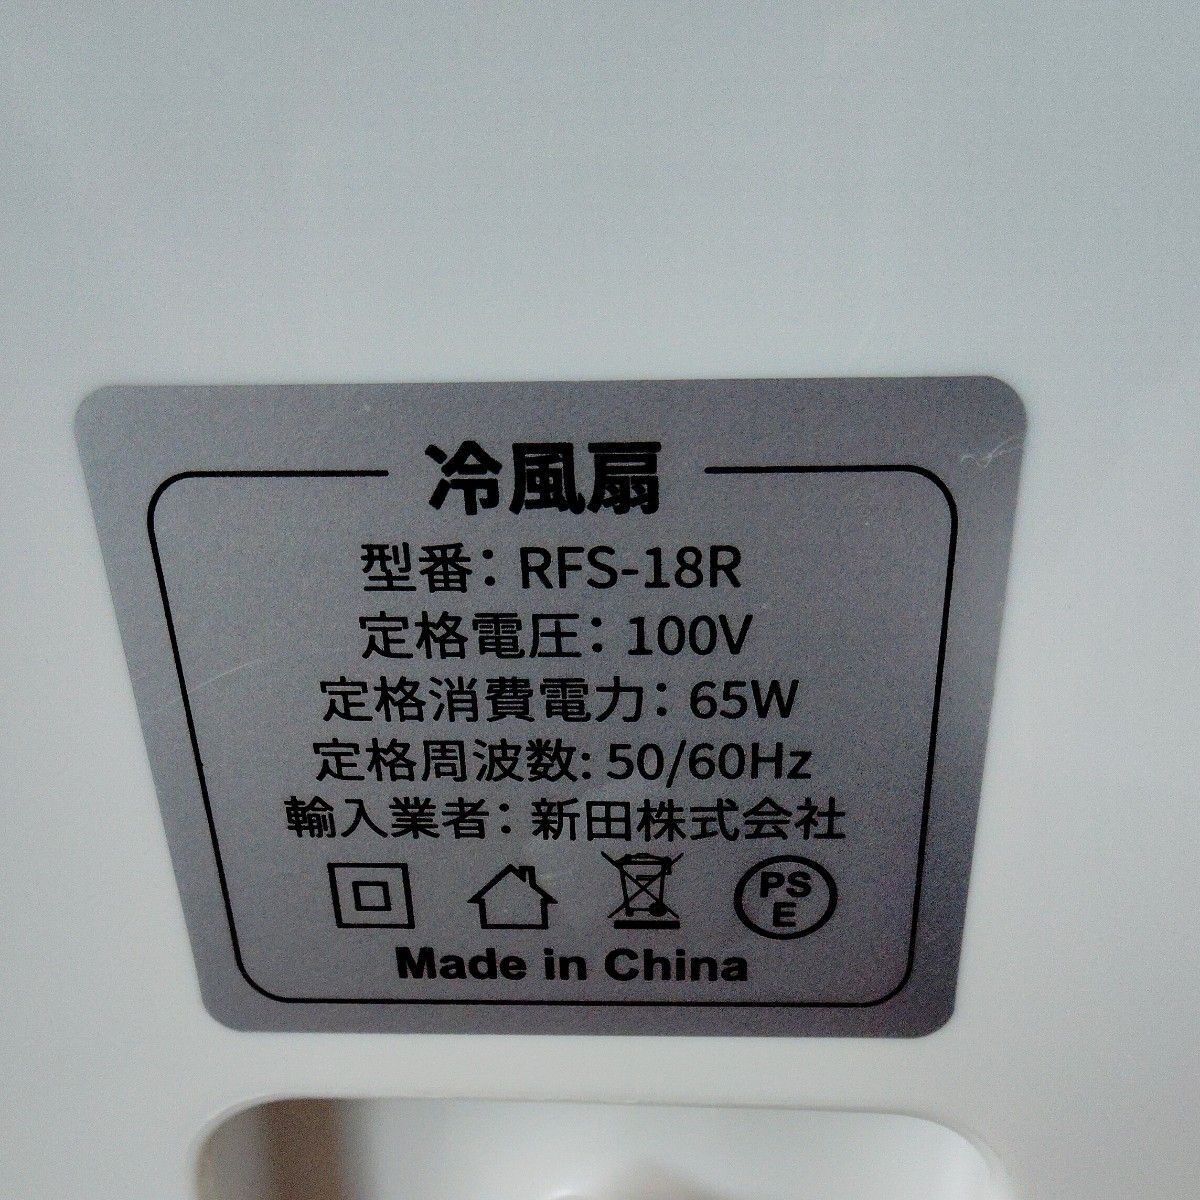 冷風扇
型番：RFS-18R
定格電圧：100V
定格消費電力：65W
定格周波数:50/60Hz
輸入業者：新田株式会社
PS
E
Made in China